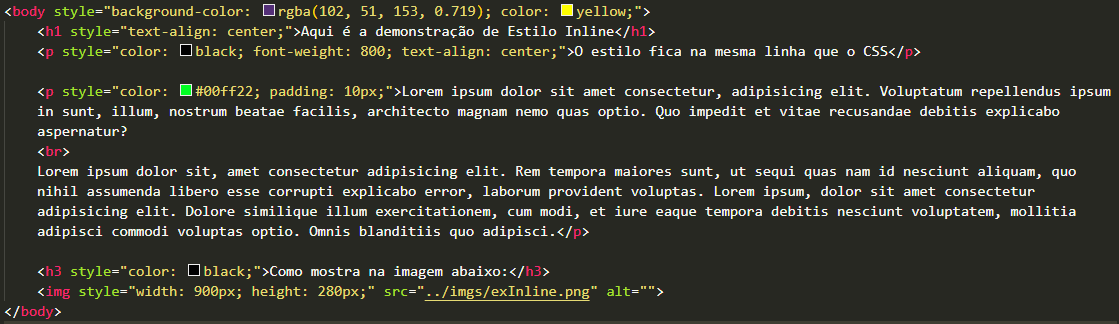 <body style="background-color: rgba(102, 51, 153, 0.719); color: yellow;">
<h1 style="text-align: center;">Aqui é a demonstração de Estilo Inline</h1>
<p style="color: black; font-weight: 800; text-align: center;">O estilo fica na mesma linha que o CSS</p>
<p style="color: #00ff22; padding: 10px;">Lorem ipsum dolor sit amet consectetur, adipisicing elit. Voluptatum repellendus ipsum
in sunt, illum, nostrum beatae facilis, architecto magnam nemo quas optio. Quo impedit et vitae recusandae debitis explicabo
aspernatur?
<br>
Lorem ipsum dolor sit, amet consectetur adipisicing elit. Rem tempora maiores sunt, ut sequi quas nam id nesciunt aliquam, quo
nihil assumenda libero esse corrupti explicabo error, laborum provident voluptas. Lorem ipsum, dolor sit amet consectetur
adipisicing elit. Dolore similique illum exercitationem, cum modi, et iure eaque tempora debitis nesciunt voluptatem, mollitia
adipisci commodi voluptas optio. Omnis blanditiis quo adipisci.</p>
<h3 style="color: black;">Como mostra na imagem abaixo:</h3>
<img style="width: 900px; height: 280px;" src="../imgs/exInline.png" alt="">
</body>